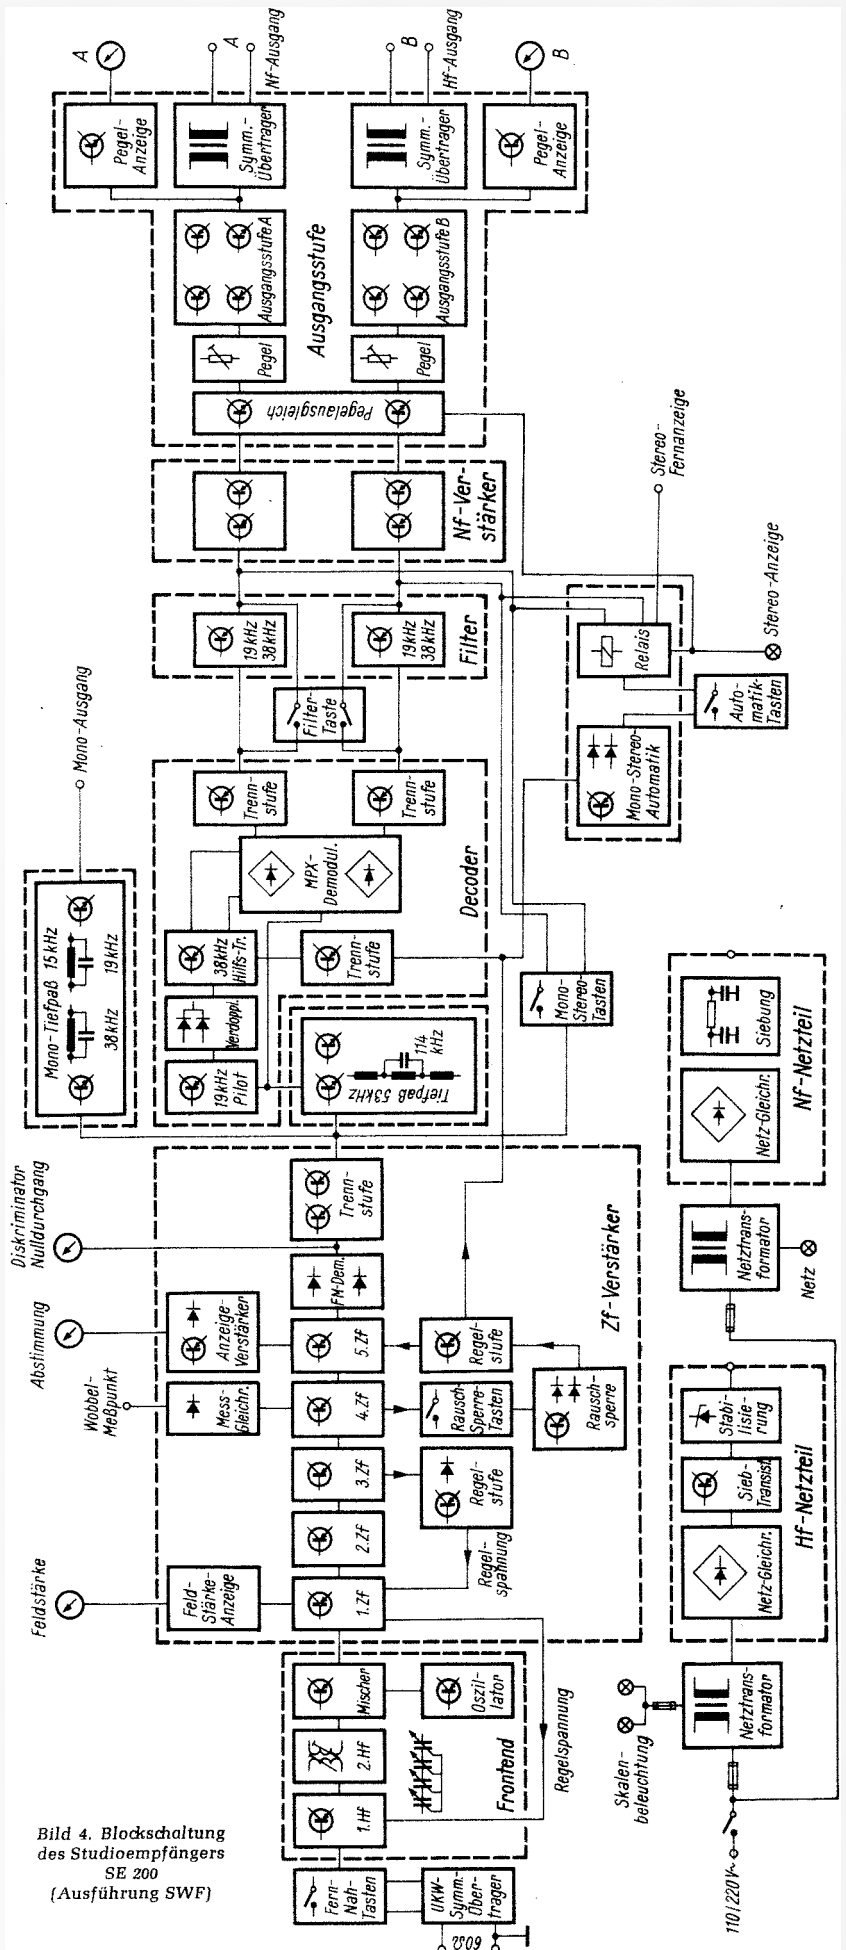 A
Nf-Ausgang
A
B
Hf-Ausgang
B
Pegel-
Anzeige
Symm.-
Übertrager
Symm.-
Übertrager
Pegel-
Anzeige
Ausgangsstufe A
Ausgangsstufe B
Ausgangsstufe
Pegel
Pegel
Pegelausgleich
Nf-Ver-
stärker
Stereo-
Fernanzeige
19kHz
38kHz
19kHz
38kHz
Filter
Filter-
Taste
Relais
Stereo-Anzeige
Auto-
matik-
Tasten
Mono-Stereo-
Automatik
Mono-Ausgang
Mono-Tiefpaß 15kHz
38kHz
19kHz
Trenn-
stufe
Trenn-
stufe
MPX-
Demodul.
Decoder
38kHz
Hilfs-Tr.
Trenn-
stufe
Verdoppl.
19kHz
Pilot
114
kHz
Tiefpaß 53kHz
Mono-
Stereo-
Tasten
Siebung
Netz-Gleichr.
Nf-Netzteil
Netztrans-
formator
Netz
Diskriminator
Nulldurchgang
Abstimmung
Wobbel-
Meßpunkt
Feldstärke
Trenn-
stufe
FM-Dem.
Anzeige-
Verstärker
5.Zf
Regel-
stufe
Mess-
Gleichr.
4.Zf
Rausch-
Sperre-
Tasten
Rausch-
sperre
3.Zf
Regel-
stufe
2.Zf
Regel-
spannung
Feld-
Stärke-
Anzeige
1.Zf
Zf-Verstärker
Mischer
Oszil-
lator
2.Hf
1.Hf
Frontend
Regelspannung
Fern-
Nah-
Tasten
UKW-
Symm.-
Über-
trager
60Ω
Stabi-
lisie-
rung
Sieb-
Transist.
Netz-Gleichr.
Hf-Netzteil
Netztrans-
formator
Skalen-
beleuchtung
110/220V~
Bild 4. Blockschaltung
des Studioempfängers
SE 200
(Ausführung SWF)